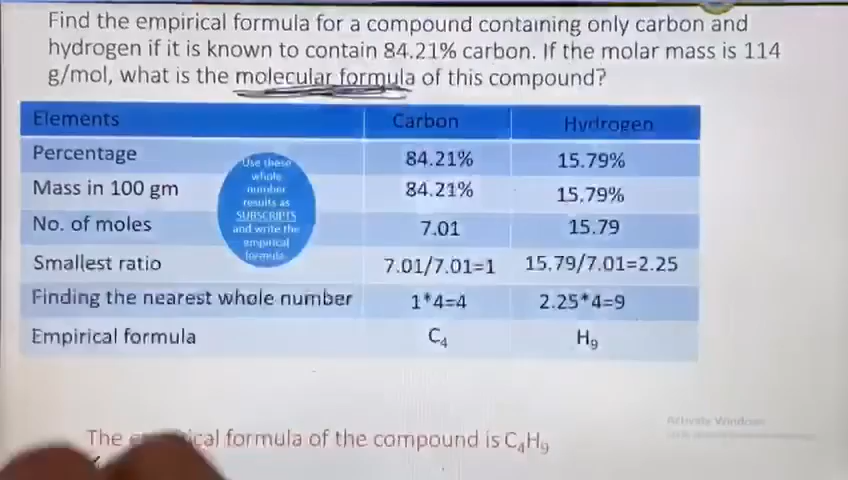 Find the empirical formula for a compound containing only carbon and
hydrogen if it is known to contain 84.21% carbon. If the molar mass is 114
g/mol, what is the molecular formula of this compound?
Elements Carbon Hydrogen
Percentage 84.21% 15.79%
Mass in 100 gm 84.21% 15.79%
No. of moles 7.01 15.79
Smallest ratio 7.01/7.01=1 15.79/7.01=2.25
Finding the nearest whole number 1*4=4 2.25*4=9
Empirical formula C₄ H₉
Use these
whole
number
results as
SUBSCRIPTS
and write the
empirical
formula.
The ical formula of the compound is C₄H₉
Activate Windows